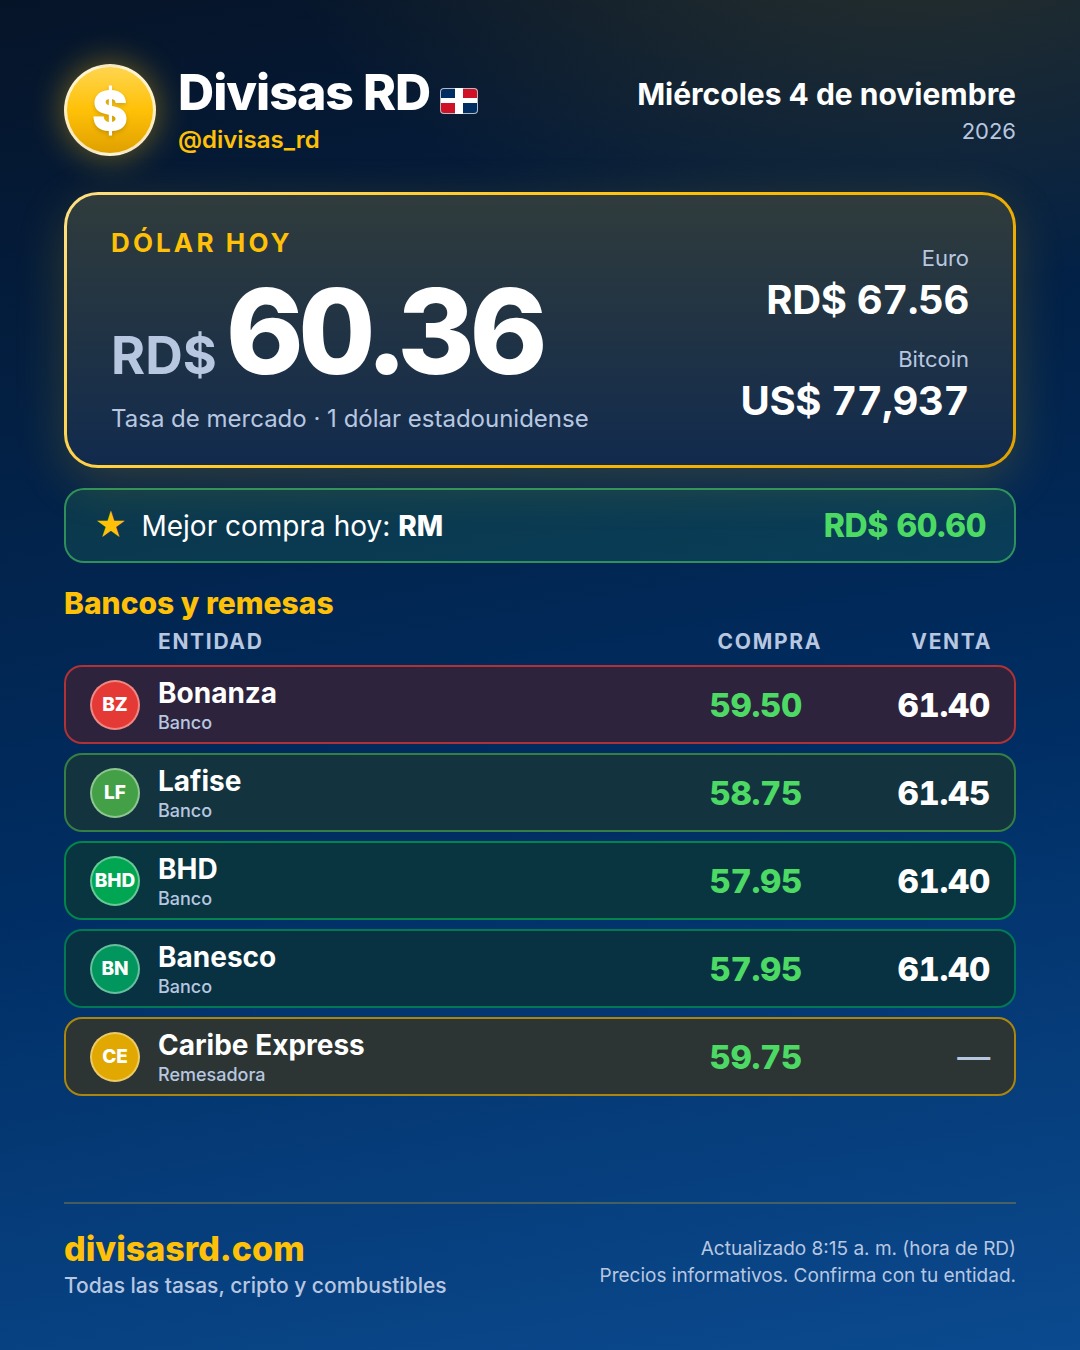 $
Divisas RD
@divisas_rd
Miércoles 4 de noviembre
2026
DÓLAR HOY
RD$ 60.36
Tasa de mercado · 1 dólar estadounidense
Euro
RD$ 67.56
Bitcoin
US$ 77,937
★ Mejor compra hoy: RM RD$ 60.60
Bancos y remesas
ENTIDAD COMPRA VENTA
BZ Bonanza 59.50 61.40
Banco
LF Lafise 58.75 61.45
Banco
BHD BHD 57.95 61.40
Banco
BN Banesco 57.95 61.40
Banco
CE Caribe Express 59.75 —
Remesadora
divisasrd.com
Todas las tasas, cripto y combustibles
Actualizado 8:15 a. m. (hora de RD)
Precios informativos. Confirma con tu entidad.